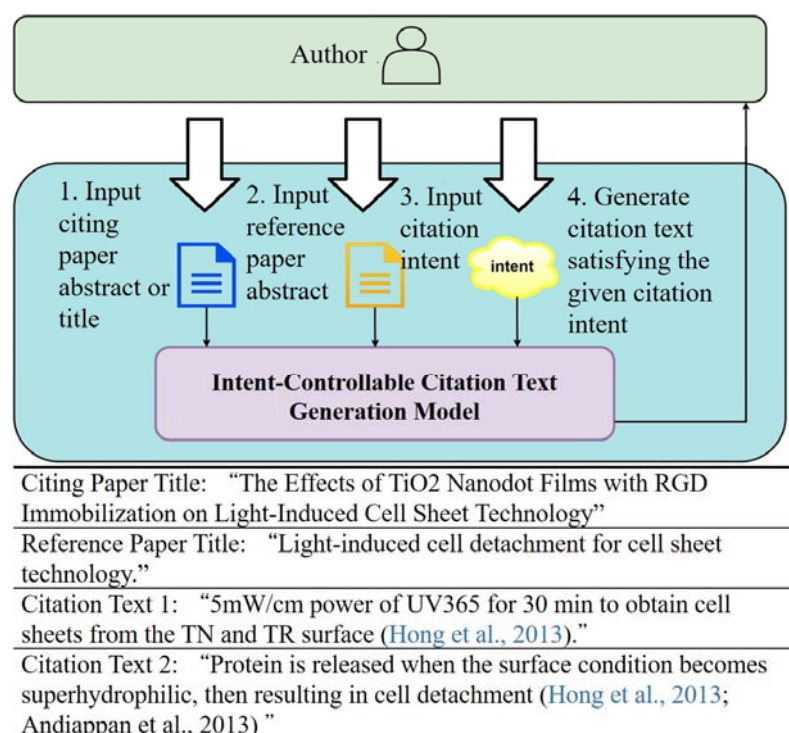 Author
1. Input
citing
paper
abstract or
title
2. Input
reference
paper
abstract
3. Input
citation
intent
intent
4. Generate
citation text
satisfying the
given citation
intent
Intent-Controllable Citation Text
Generation Model
Citing Paper Title: “The Effects of TiO2 Nanodot Films with RGD
Immobilization on Light-Induced Cell Sheet Technology”
Reference Paper Title: “Light-induced cell detachment for cell sheet
technology.”
Citation Text 1: “5mW/cm power of UV365 for 30 min to obtain cell
sheets from the TN and TR surface (Hong et al., 2013).”
Citation Text 2: “Protein is released when the surface condition becomes
superhydrophilic, then resulting in cell detachment (Hong et al., 2013;
Andiappan et al., 2013) ”